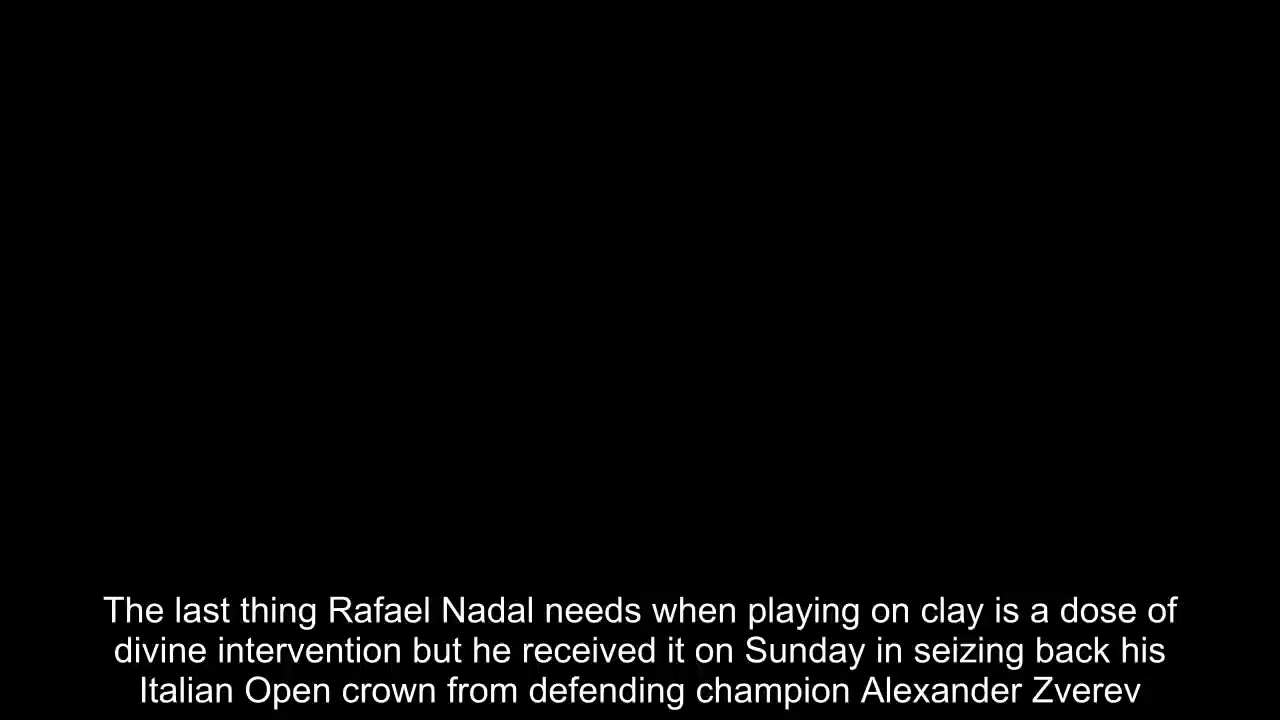 The last thing Rafael Nadal needs when playing on clay is a dose of
divine intervention but he received it on Sunday in seizing back his
Italian Open crown from defending champion Alexander Zverev